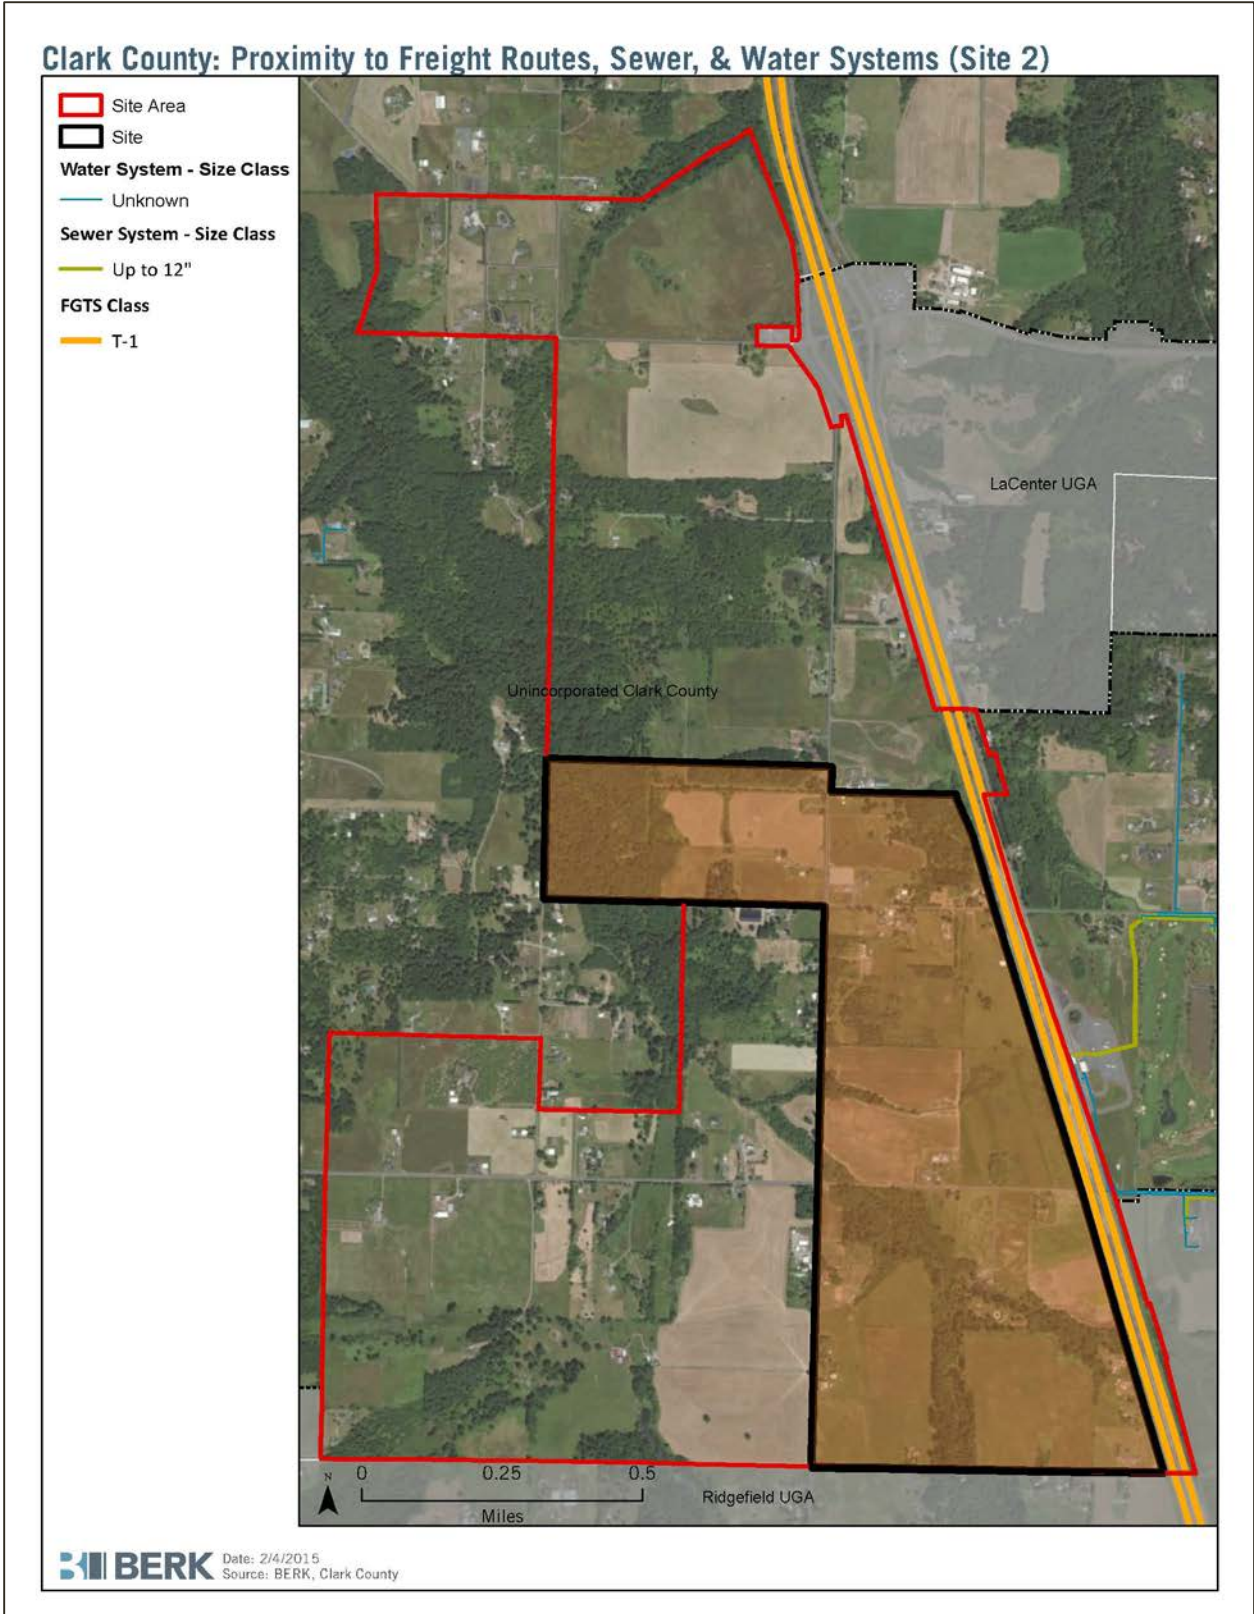 Clark County: Proximity to Freight Routes, Sewer, & Water Systems (Site 2)
Site Area
Site
Water System - Size Class
Unknown
Sewer System - Size Class
Up to 12"
FGTS Class
T-1
LaCenter UGA
Unincorporated Clark County
N
0 0.25 0.5
Miles
Ridgefield UGA
BERK
Date: 2/4/2015
Source: BERK, Clark County